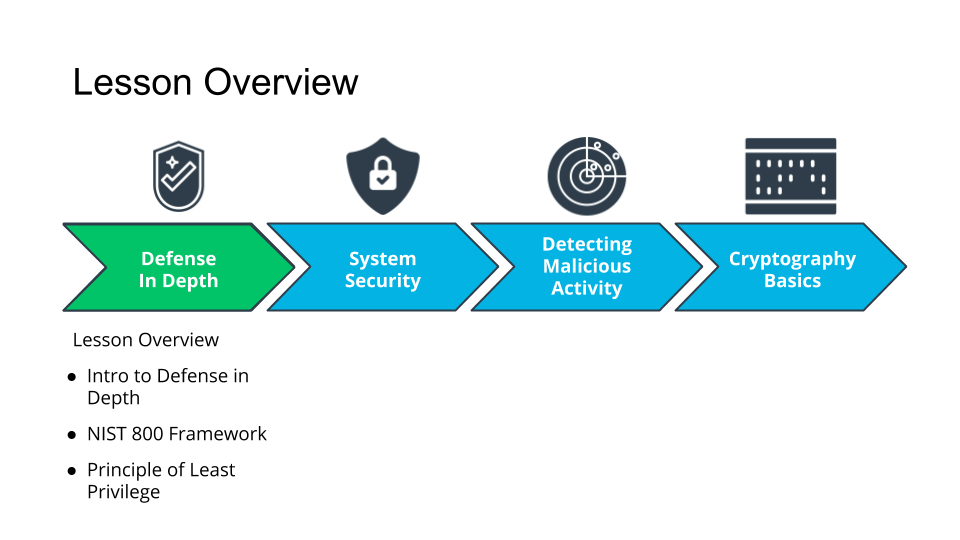 Lesson Overview
Defense
In Depth
System
Security
Detecting
Malicious
Activity
Cryptography
Basics
Lesson Overview
● Intro to Defense in
Depth
● NIST 800 Framework
● Principle of Least
Privilege